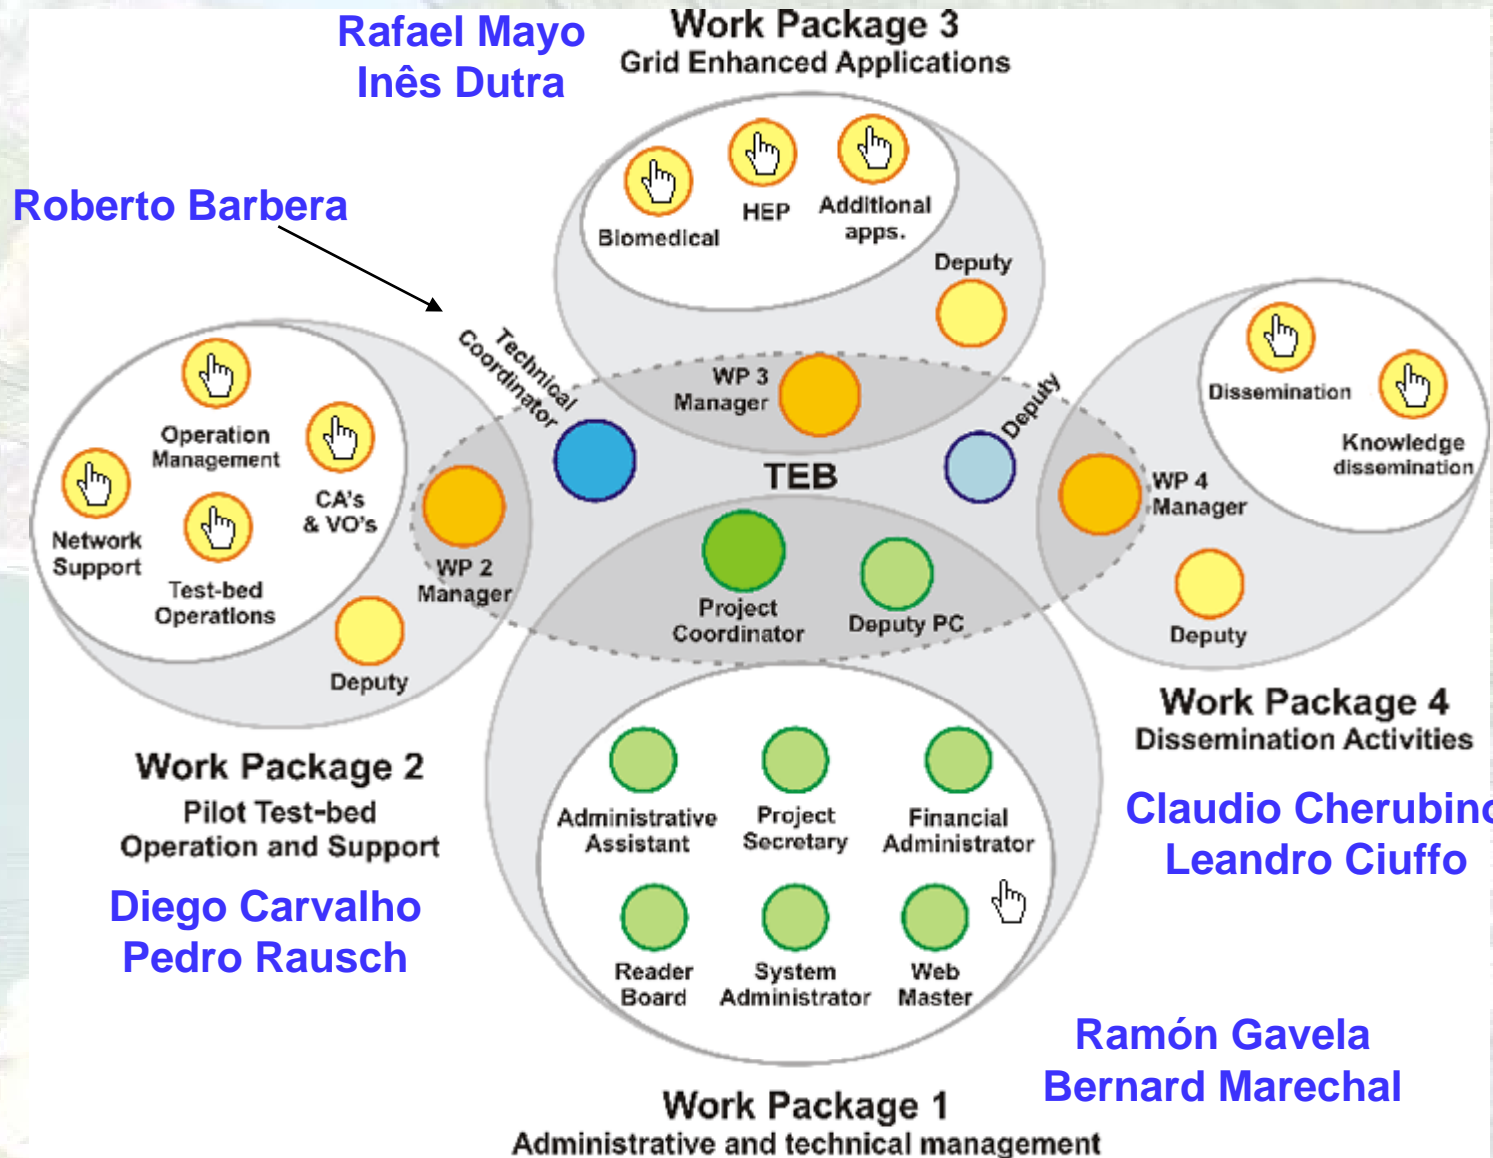 Rafael Mayo
Inês Dutra
Work Package 3
Grid Enhanced Applications
Biomedical
HEP
Additional
apps.
Deputy
Roberto Barbera
Technical
Coordinator
WP 3
Manager
Deputy
TEB
Dissemination
Knowledge
dissemination
WP 4
Manager
Deputy
Work Package 4
Dissemination Activities
Claudio Cherubino
Leandro Ciuffo
Operation
Management
CA's
& VO's
Network
Support
Test-bed
Operations
WP 2
Manager
Deputy
Work Package 2
Pilot Test-bed
Operation and Support
Diego Carvalho
Pedro Rausch
Project
Coordinator
Deputy PC
Administrative
Assistant
Project
Secretary
Financial
Administrator
Reader
Board
System
Administrator
Web
Master
Ramón Gavela
Bernard Marechal
Work Package 1
Administrative and technical management